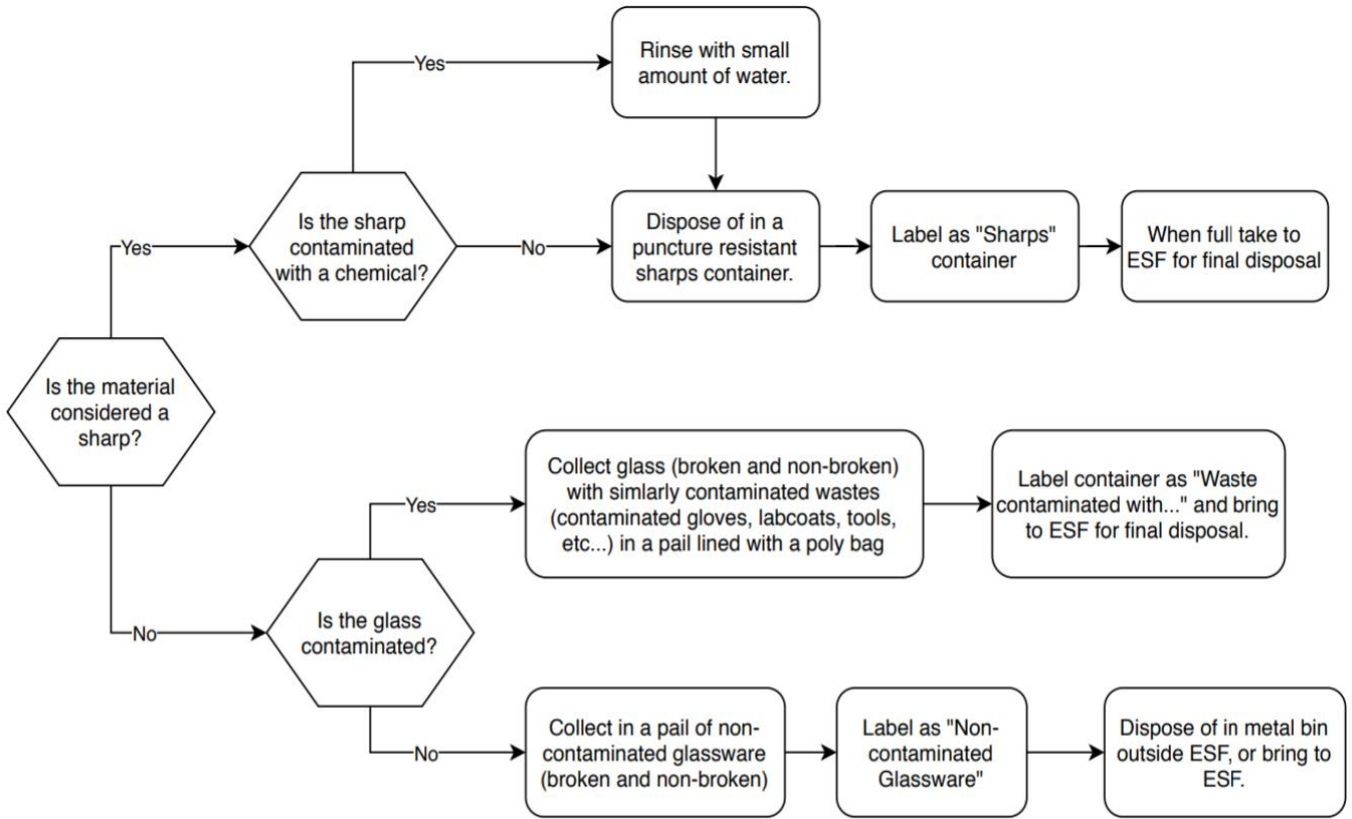 Rinse with small
amount of water.
Yes
Is the sharp
contaminated
with a chemical?
No
Dispose of in a
puncture resistant
sharps container.
Label as "Sharps"
container
When full take to
ESF for final disposal
Yes
Is the material
considered a
sharp?
No
Yes
Collect glass (broken and non-broken)
with simlarly contaminated wastes
(contaminated gloves, labcoats, tools,
etc...) in a pail lined with a poly bag
Label container as "Waste
contaminated with..." and bring
to ESF for final disposal.
Is the glass
contaminated?
No
Collect in a pail of non-
contaminated glassware
(broken and non-broken)
Label as "Non-
contaminated
Glassware"
Dispose of in metal bin
outside ESF, or bring to
ESF.